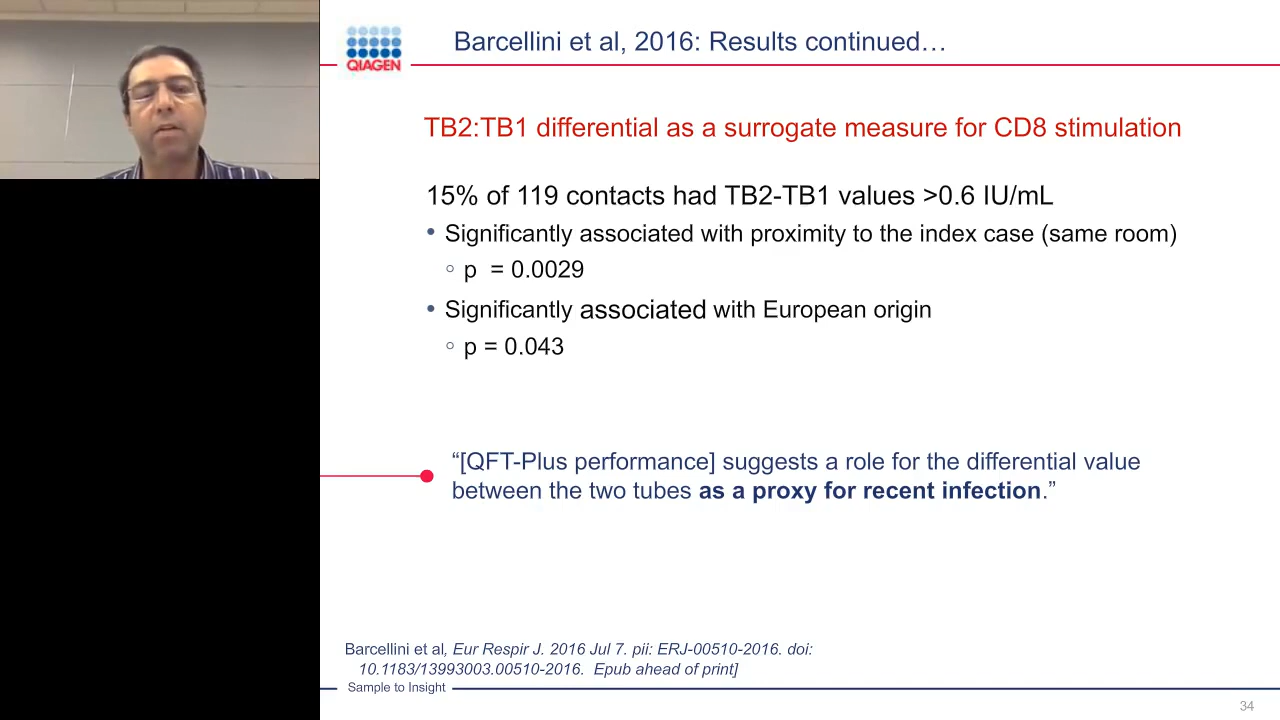 QIAGEN
Barcellini et al, 2016: Results continued…
TB2:TB1 differential as a surrogate measure for CD8 stimulation
15% of 119 contacts had TB2-TB1 values >0.6 IU/mL
• Significantly associated with proximity to the index case (same room)
○ p = 0.0029
• Significantly associated with European origin
○ p = 0.043
“[QFT-Plus performance] suggests a role for the differential value
between the two tubes as a proxy for recent infection.”
Barcellini et al, Eur Respir J. 2016 Jul 7. pii: ERJ-00510-2016. doi:
10.1183/13993003.00510-2016. Epub ahead of print]
Sample to Insight
34